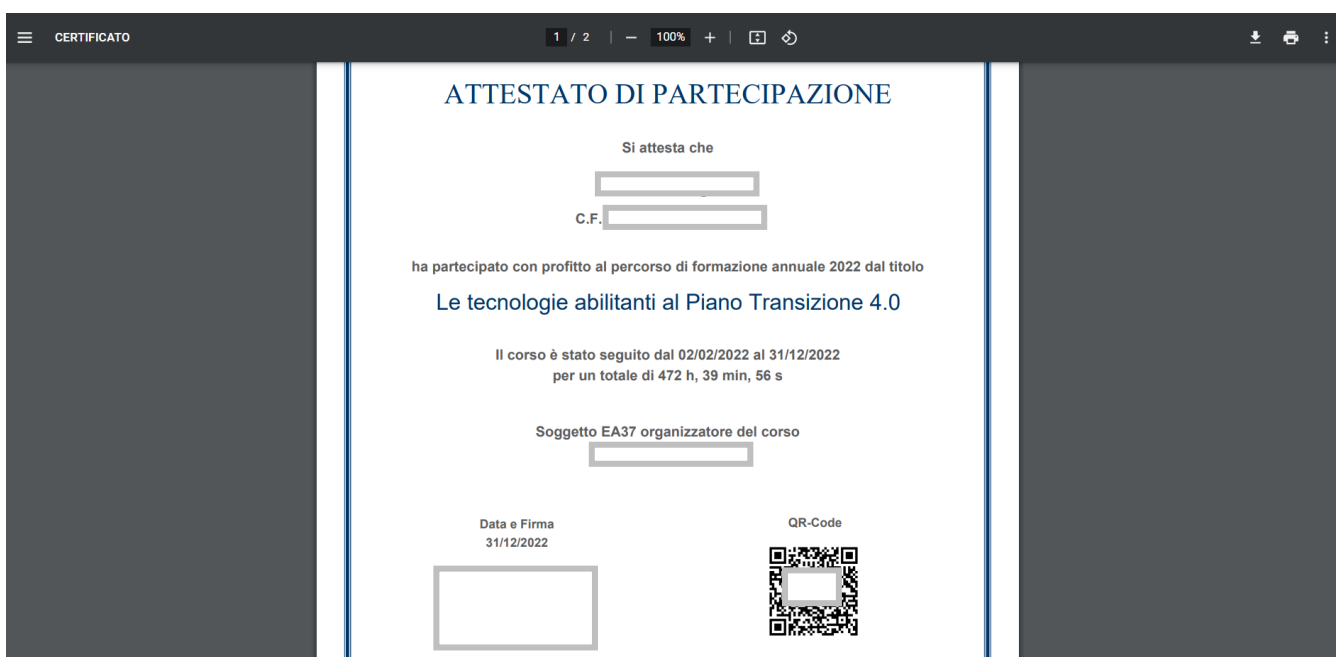 CERTIFICATO
1 / 2 | − 100% + |
ATTESTATO DI PARTECIPAZIONE
Si attesta che
C.F.
ha partecipato con profitto al percorso di formazione annuale 2022 dal titolo
Le tecnologie abilitanti al Piano Transizione 4.0
Il corso è stato seguito dal 02/02/2022 al 31/12/2022
per un totale di 472 h, 39 min, 56 s
Soggetto EA37 organizzatore del corso
Data e Firma
QR-Code
31/12/2022